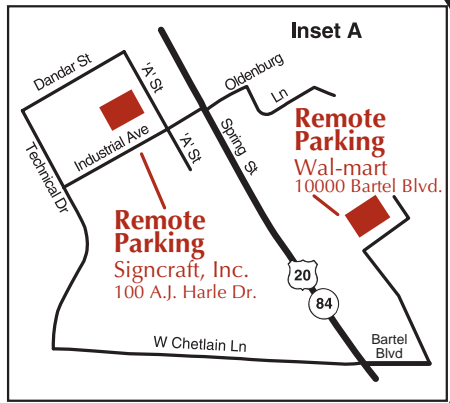 Inset A
Dandar St
'A' St
Oldenburg
Ln
Industrial Ave
'A' St
Spring St
Technical Dr
Remote
Parking
Wal-mart
10000 Bartel Blvd.
Remote
Parking
Signcraft, Inc.
100 A.J. Harle Dr.
20
84
W Chetlain Ln
Bartel
Blvd